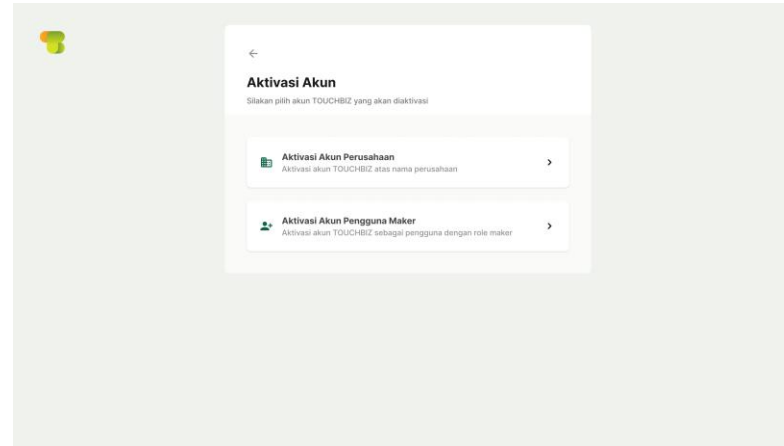 Aktivasi Akun
Silakan pilih akun TOUCHBIZ yang akan diaktivasi
Aktivasi Akun Perusahaan
Aktivasi akun TOUCHBIZ atas nama perusahaan
Aktivasi Akun Pengguna Maker
Aktivasi akun TOUCHBIZ sebagai pengguna dengan role maker